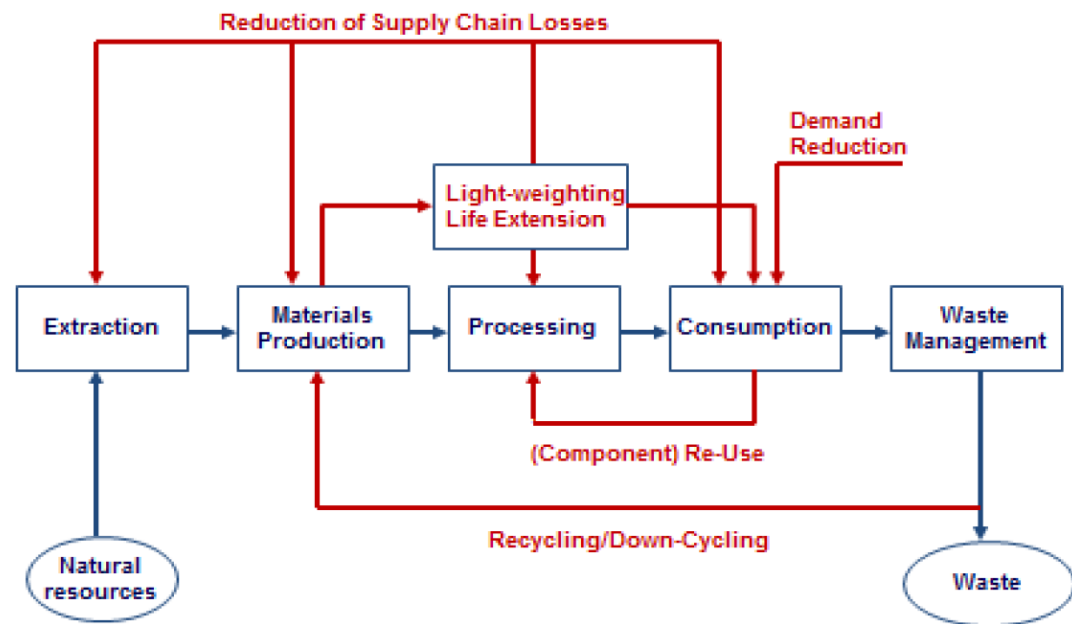 Reduction of Supply Chain Losses
Demand
Reduction
Light-weighting
Life Extension
Extraction
Materials
Production
Processing
Consumption
Waste
Management
(Component) Re-Use
Recycling/Down-Cycling
Natural
resources
Waste